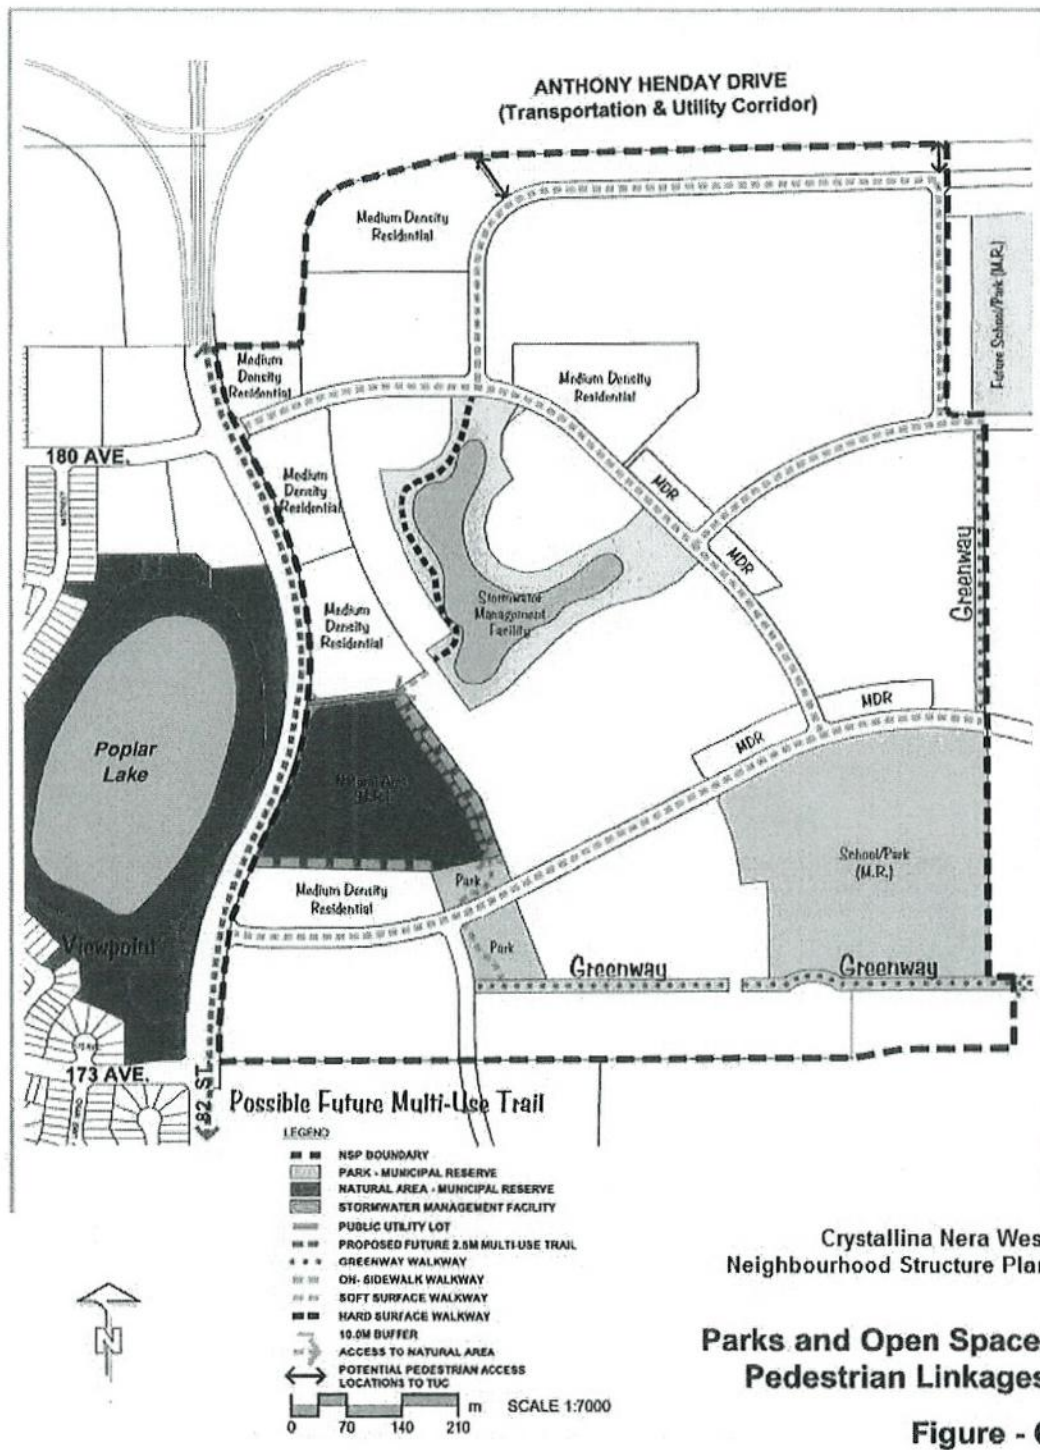 ANTHONY HENDAY DRIVE
(Transportation & Utility Corridor)
Medium Density
Residential
Future School/Park (M.R.)
Medium
Density
Residential
Medium Density
Residential
180 AVE.
Medium
Density
Residential
MDR
MDR
Greenway
Stormwater
Management
Facility
Medium
Density
Residential
MDR
MDR
Poplar
Lake
Natural Area
School/Park
(M.R.)
Park
Medium Density
Residential
Viewpoint
Park
Greenway
Greenway
173 AVE.
82 ST
Possible Future Multi-Use Trail
LEGEND
NSP BOUNDARY
PARK - MUNICIPAL RESERVE
NATURAL AREA - MUNICIPAL RESERVE
STORMWATER MANAGEMENT FACILITY
PUBLIC UTILITY LOT
PROPOSED FUTURE 2.5M MULTI-USE TRAIL
GREENWAY WALKWAY
ON- SIDEWALK WALKWAY
SOFT SURFACE WALKWAY
HARD SURFACE WALKWAY
10.0M BUFFER
ACCESS TO NATURAL AREA
POTENTIAL PEDESTRIAN ACCESS
LOCATIONS TO TUC
m SCALE 1:7000
0 70 140 210
N
Crystallina Nera Wes
Neighbourhood Structure Plan
Parks and Open Space
Pedestrian Linkages
Figure - 6